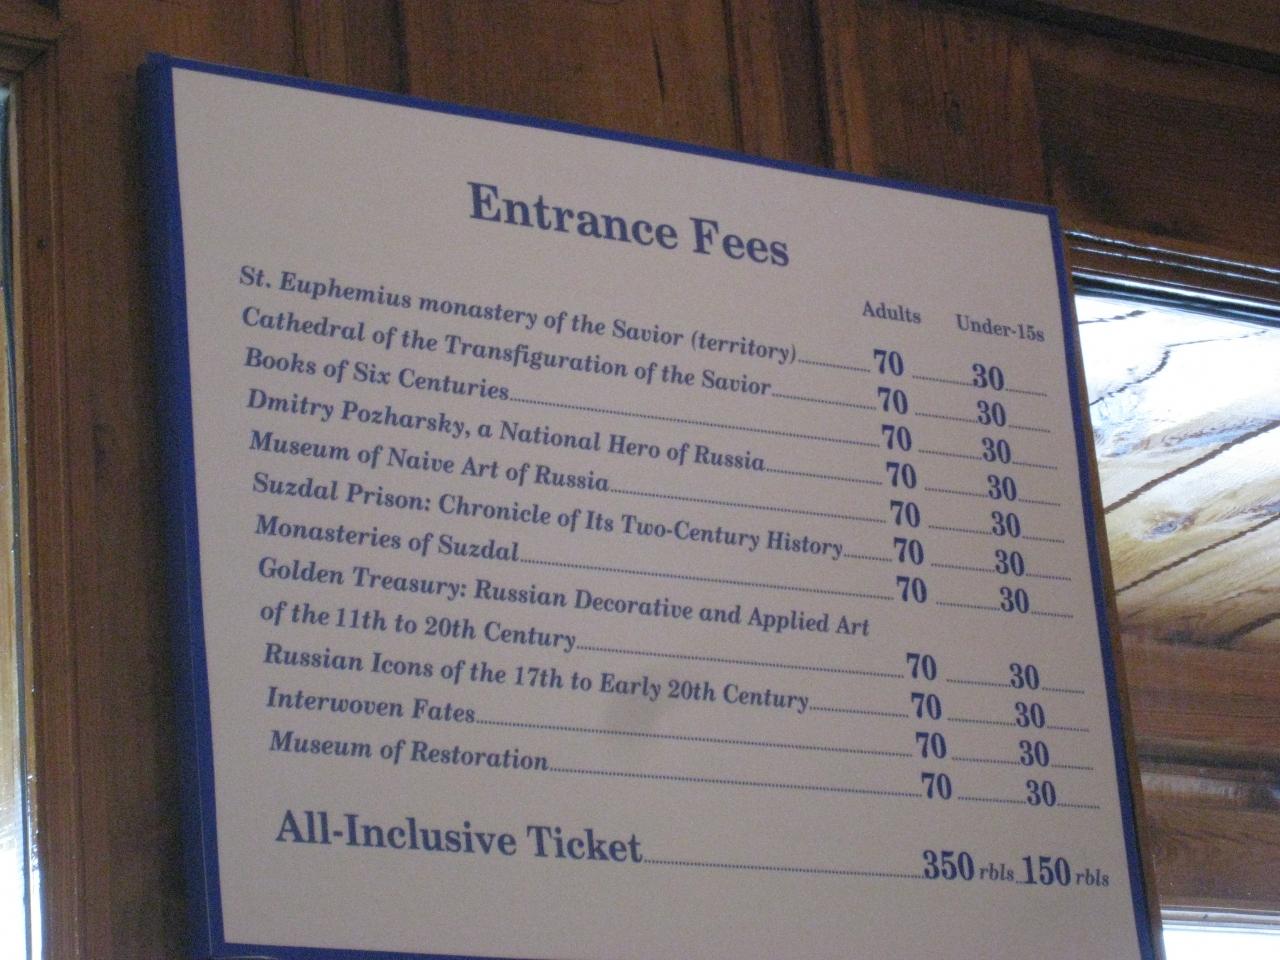 Entrance Fees
Adults Under-15s
St. Euphemius monastery of the Savior (territory) 70 30
Cathedral of the Transfiguration of the Savior 70 30
Books of Six Centuries 70 30
Dmitry Pozharsky, a National Hero of Russia 70 30
Museum of Naive Art of Russia 70 30
Suzdal Prison: Chronicle of Its Two-Century History 70 30
Monasteries of Suzdal 70 30
Golden Treasury: Russian Decorative and Applied Art
of the 11th to 20th Century 70 30
Russian Icons of the 17th to Early 20th Century 70 30
Interwoven Fates 70 30
Museum of Restoration 70 30
All-Inclusive Ticket 350 rbls 150 rbls